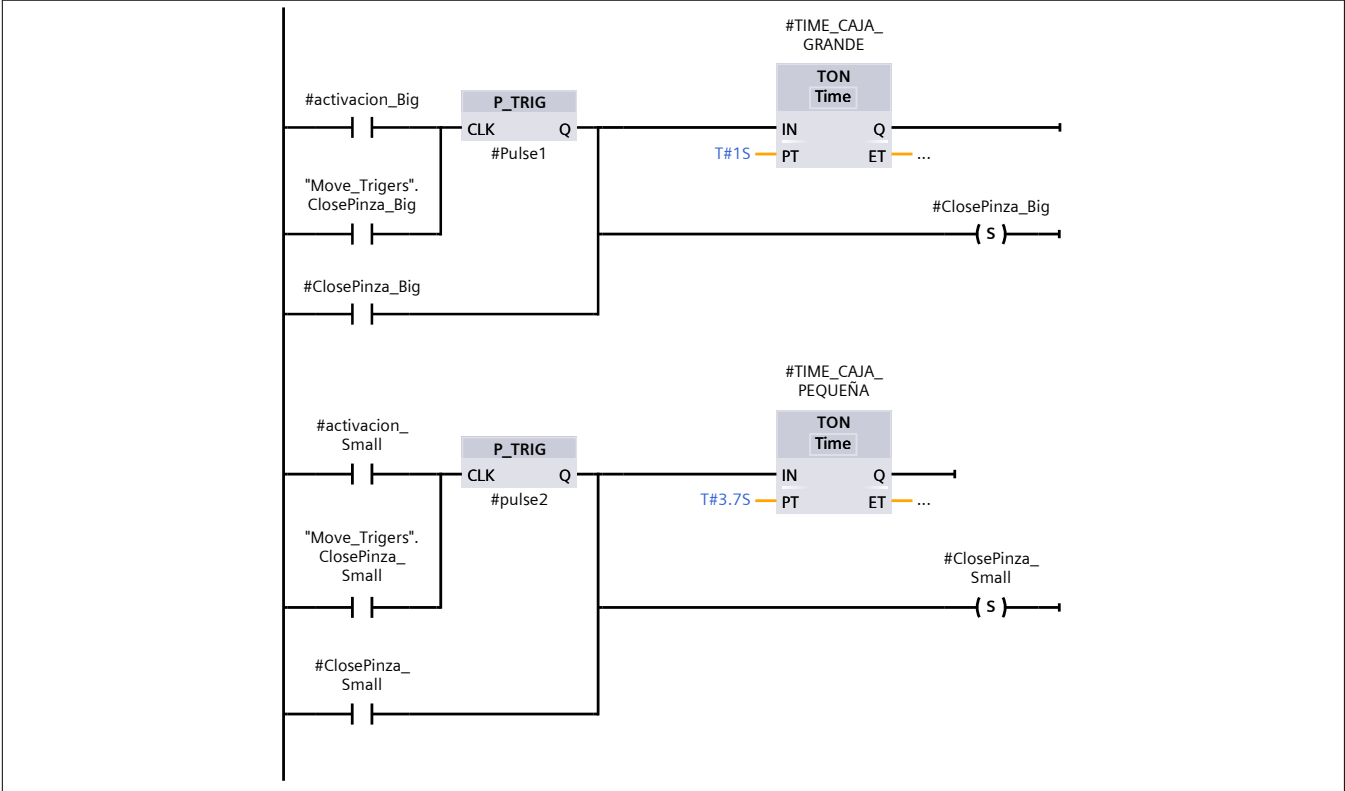 #TIME_CAJA_
GRANDE
TON
Time
#activacion_Big
P_TRIG
CLK Q
#Pulse1
IN Q
T#1S PT ET ...
"Move_Trigers".
ClosePinza_Big
#ClosePinza_Big
( S )
#ClosePinza_Big
#TIME_CAJA_
PEQUEÑA
TON
Time
#activacion_
Small
P_TRIG
CLK Q
#pulse2
IN Q
T#3.7S PT ET ...
"Move_Trigers".
ClosePinza_
Small
#ClosePinza_
Small
( S )
#ClosePinza_
Small